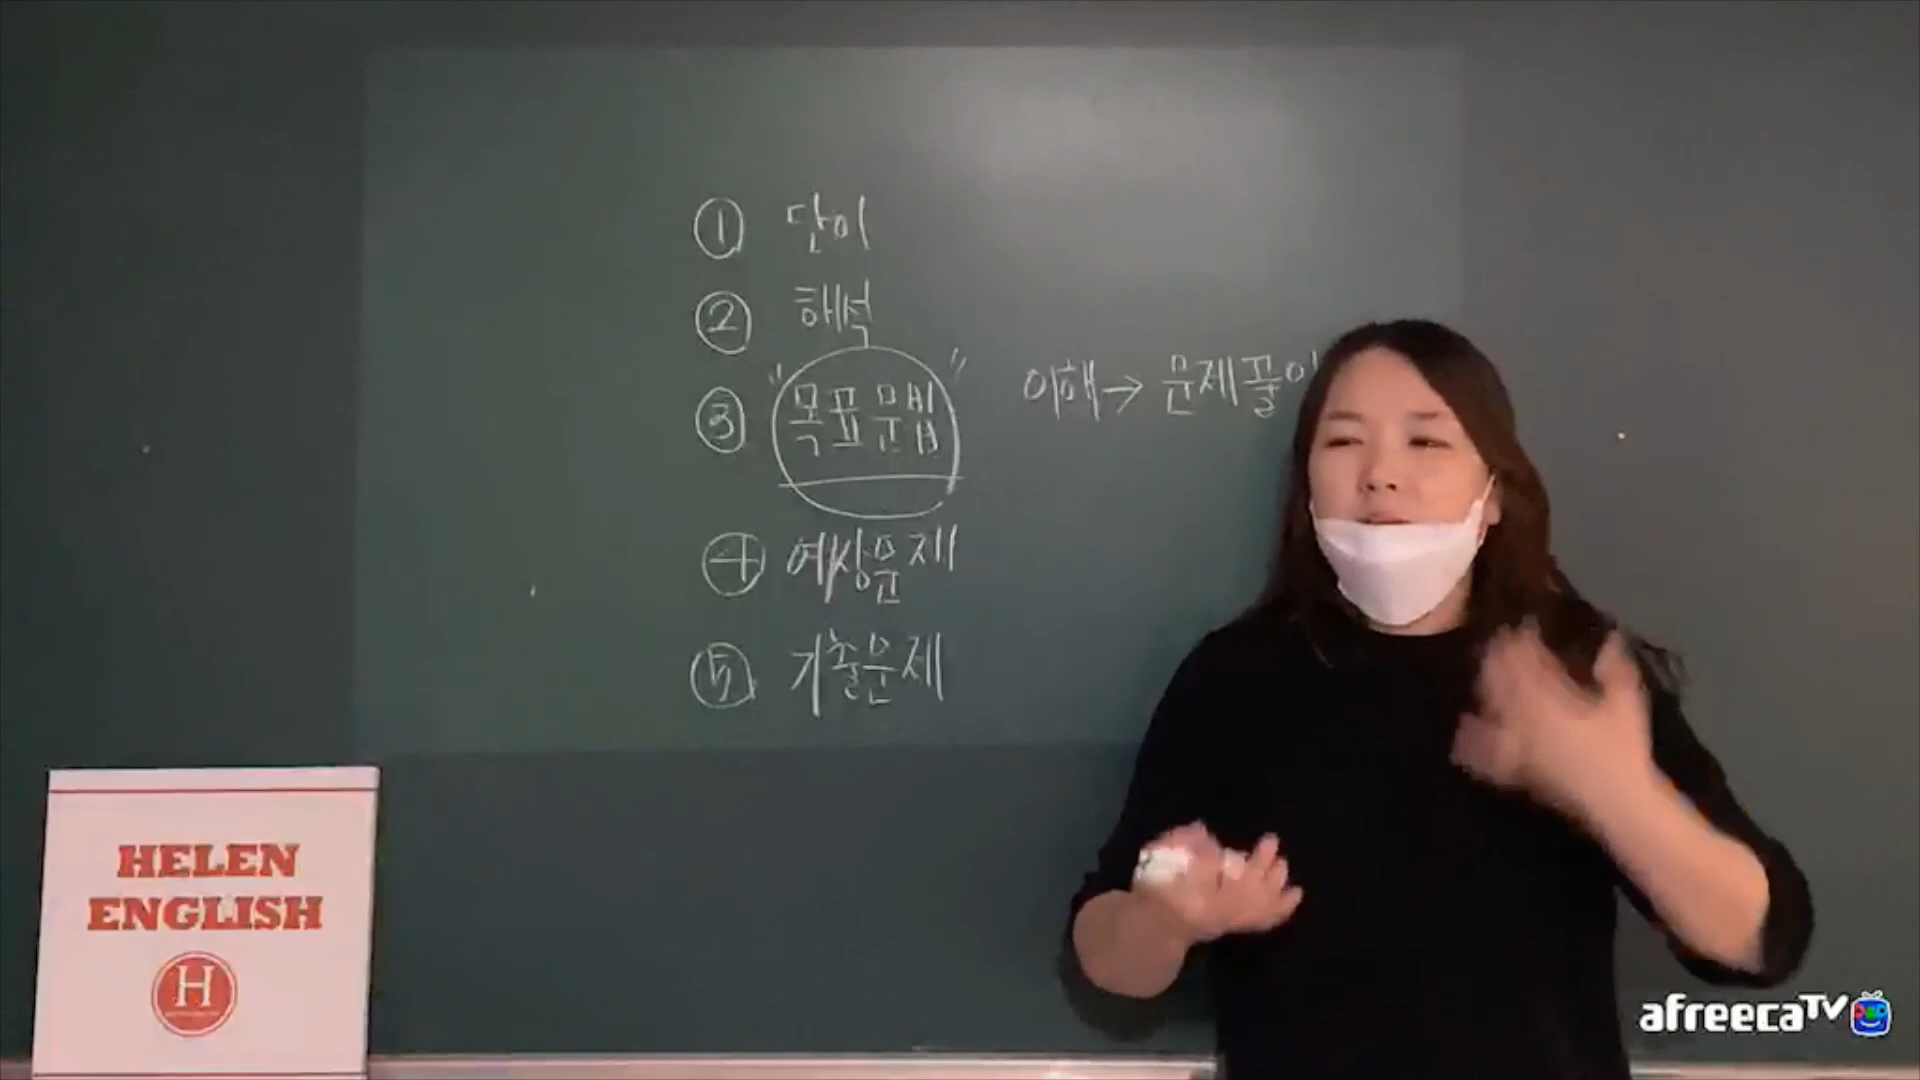 ① 단어
② 해석
③ "목표문법" 이해→ 문제풀이
④ 예상문제
⑤ 기출문제
HELEN
ENGLISH
H
afreecaTV